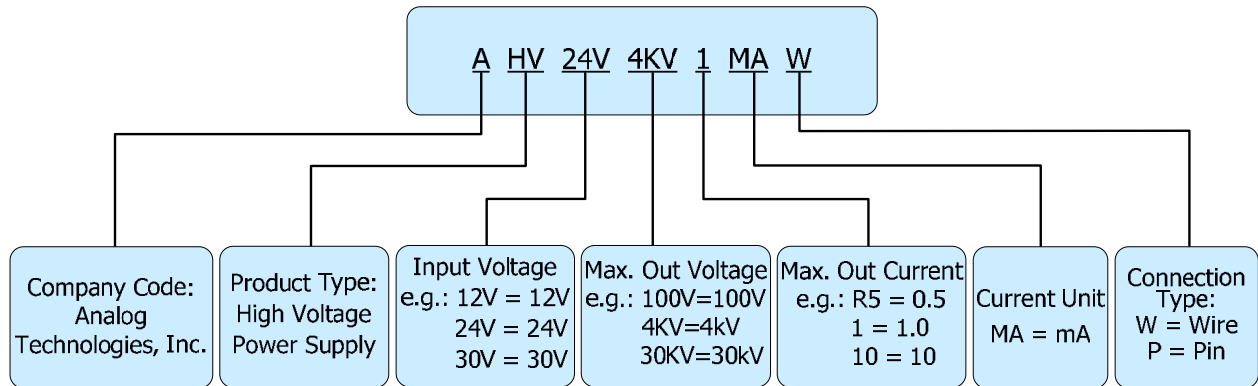 A HV 24V 4KV 1 MA W
Company Code:
Analog
Technologies, Inc.
Product Type:
High Voltage
Power Supply
Input Voltage
e.g.: 12V = 12V
24V = 24V
30V = 30V
Max. Out Voltage
e.g.: 100V=100V
4KV=4kV
30KV=30kV
Max. Out Current
e.g.: R5 = 0.5
1 = 1.0
10 = 10
Current Unit
MA = mA
Connection
Type:
W = Wire
P = Pin